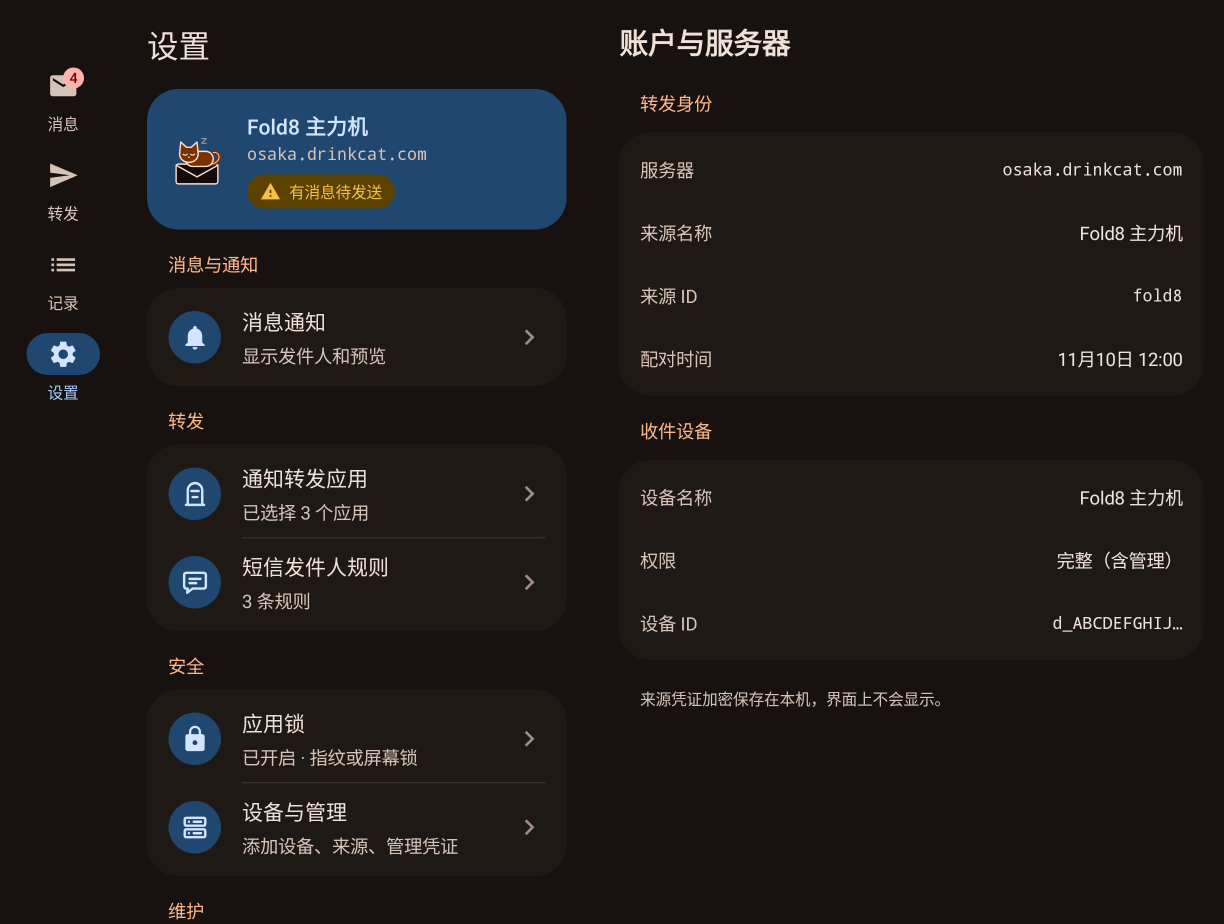 4
消息
转发
记录
设置
设置
Fold8 主力机
osaka.drinkcat.com
有消息待发送
消息与通知
消息通知
显示发件人和预览
转发
通知转发应用
已选择 3 个应用
短信发件人规则
3 条规则
安全
应用锁
已开启 · 指纹或屏幕锁
设备与管理
添加设备、来源、管理凭证
维护
账户与服务器
转发身份
服务器 osaka.drinkcat.com
来源名称 Fold8 主力机
来源 ID fold8
配对时间 11月10日 12:00
收件设备
设备名称 Fold8 主力机
权限 完整（含管理）
设备 ID d_ABCDEFGHIJ…
来源凭证加密保存在本机，界面上不会显示。